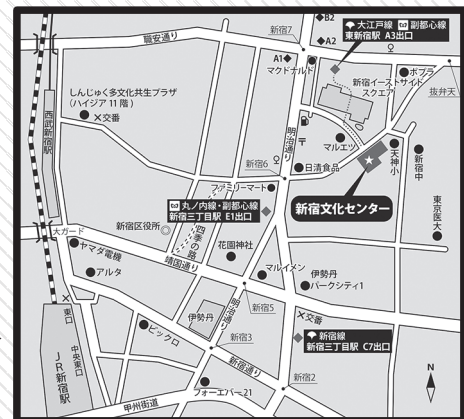 新宿7
◆B2
大江戸線 副都心線
東新宿駅 A3出口
職安通り
A1◆
◆A2
マクドナルド
ポプラ
新宿イーストサイド
スクエア
抜弁天
しんじゅく多文化共生プラザ
(ハイジア 11 階)
×交番
西武新宿駅
明治通り
〒
マルエツ
天神小
新宿中
新宿6
日清食品
ファミリーマート
新宿文化センター
丸ノ内線・副都心線
新宿三丁目駅 E1出口
東京医大
新宿区役所
四季の路
大ガード
花園神社
ヤマダ電機
靖国通り
アルタ
マルイメン
伊勢丹
パークシティ1
新宿5
伊勢丹
明治通り
×交番
東口
ビックロ
新宿3
新宿線
新宿三丁目駅 C7出口
中央東口
JR新宿駅
新宿通り
フォーエバー21
新宿2
甲州街道
N